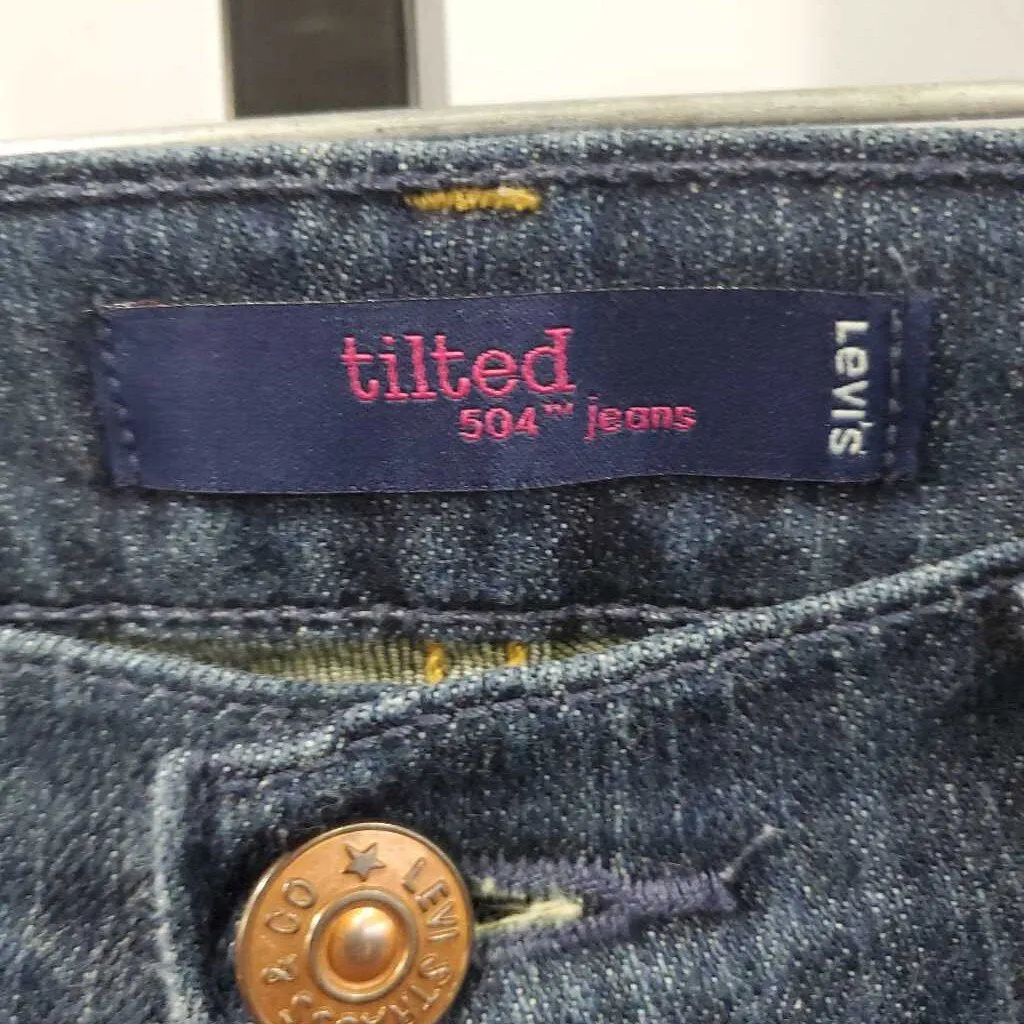 tilted
504™ jeans
Levi's
LEVI STRAUSS & CO